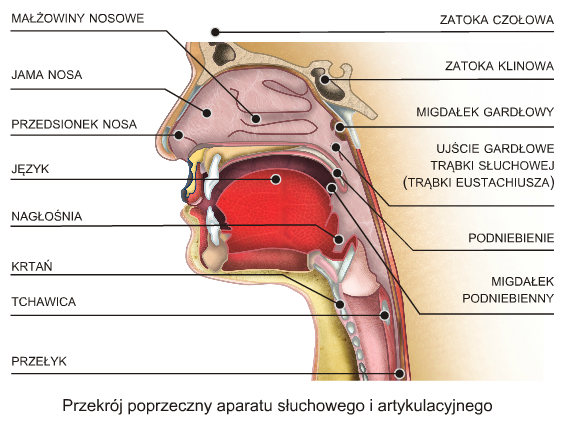 MAŁŻOWINY NOSOWE
JAMA NOSA
PRZEDSIONEK NOSA
JĘZYK
NAGŁOŚNIA
KRTAŃ
TCHAWICA
PRZEŁYK
ZATOKA CZOŁOWA
ZATOKA KLINOWA
MIGDAŁEK GARDŁOWY
UJŚCIE GARDŁOWE
TRĄBKI SŁUCHOWEJ
(TRĄBKI EUSTACHIUSZA)
PODNIEBIENIE
MIGDAŁEK
PODNIEBIENNY
Przekrój poprzeczny aparatu słuchowego i artykulacyjnego